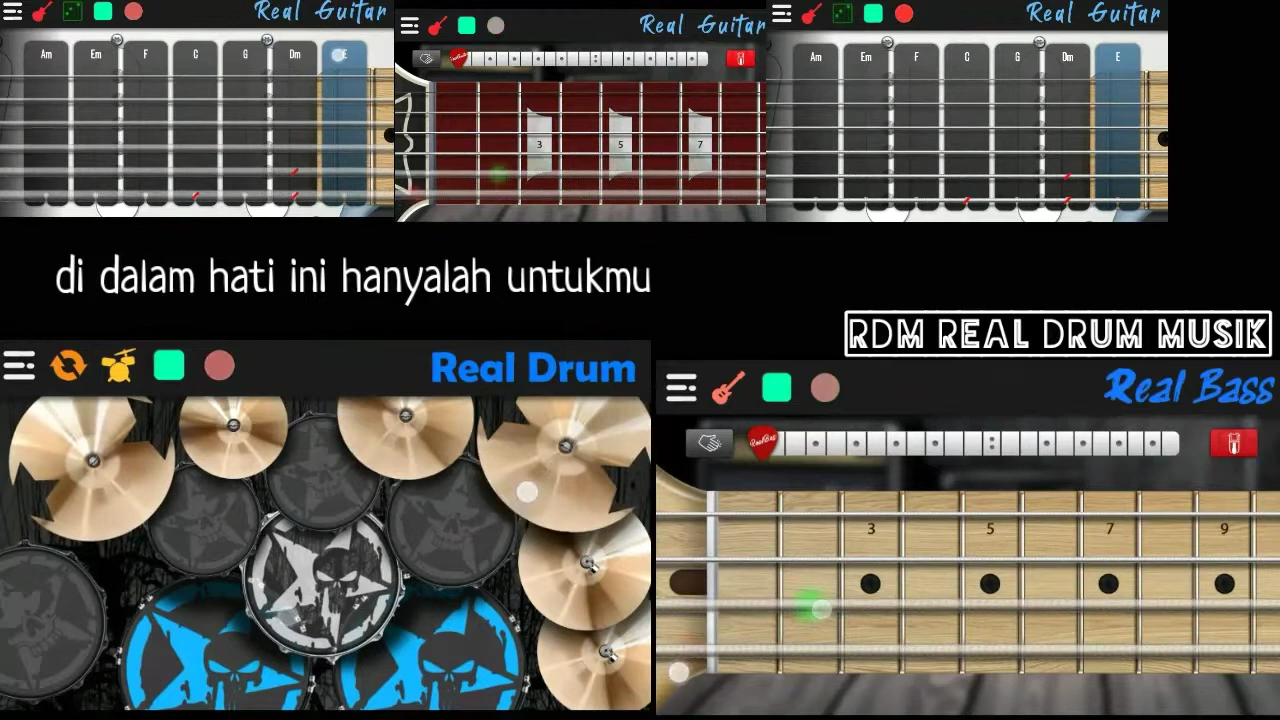 Real Guitar
Real Guitar
Real Guitar
Am Em F C G Dm E
3 5 7
Am Em F C G Dm E
di dalam hati ini hanyalah untukmu
RDM REAL DRUM MUSIK
Real Drum
Real Bass
3 5 7 9